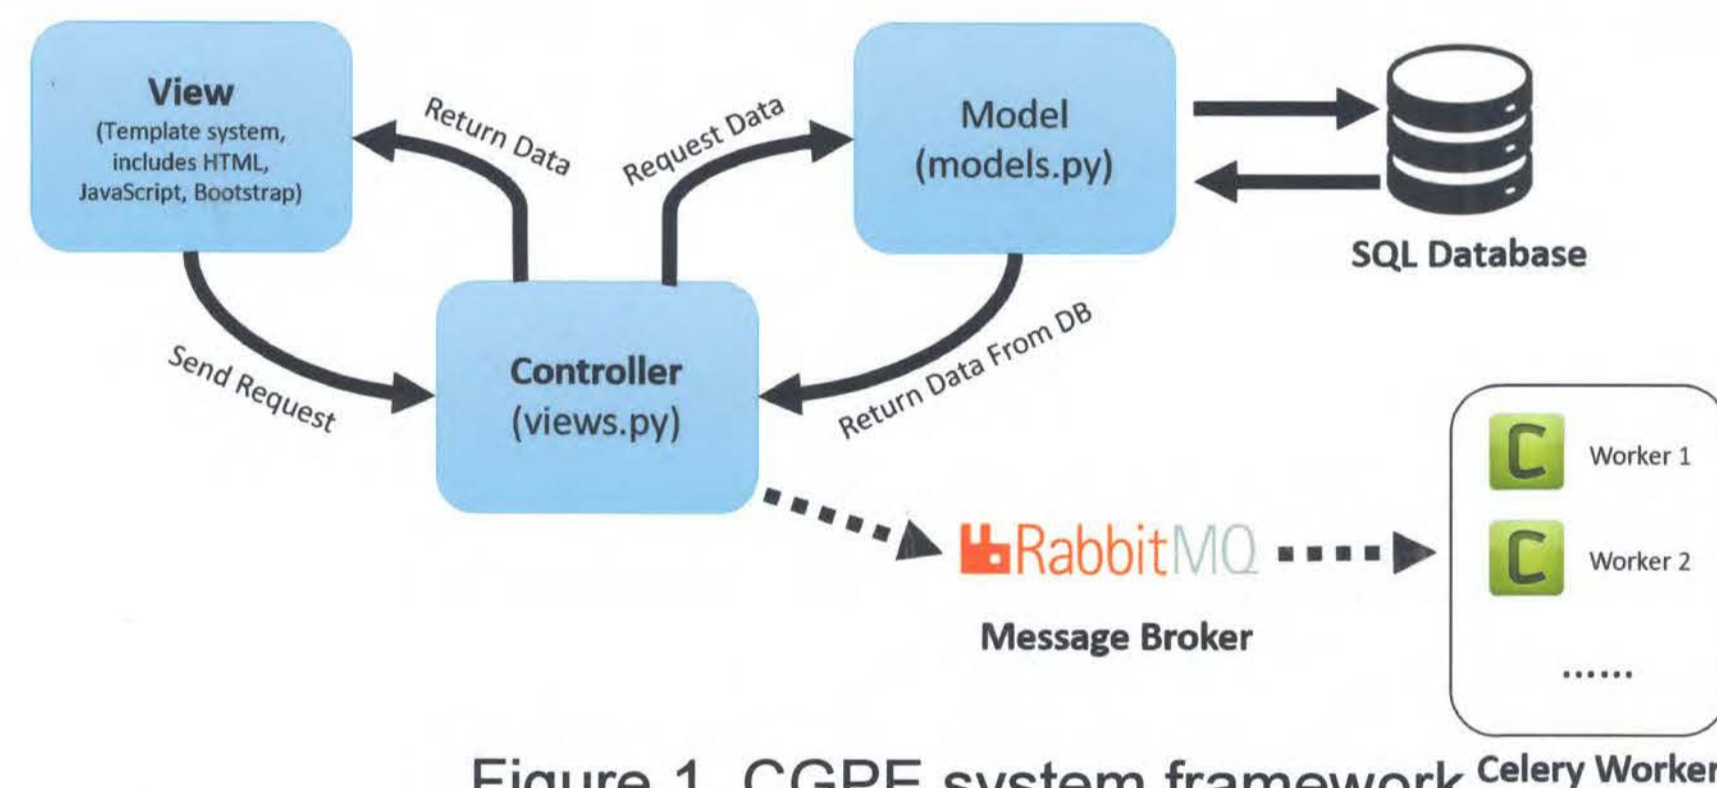 View
(Template system,
includes HTML,
JavaScript, Bootstrap)
Return Data
Request Data
Model
(models.py)
SQL Database
Send Request
Controller
(views.py)
Return Data From DB
RabbitMQ
Message Broker
C
Worker 1
C
Worker 2
......
Celery Worker
Figure 1. CGPE system framework